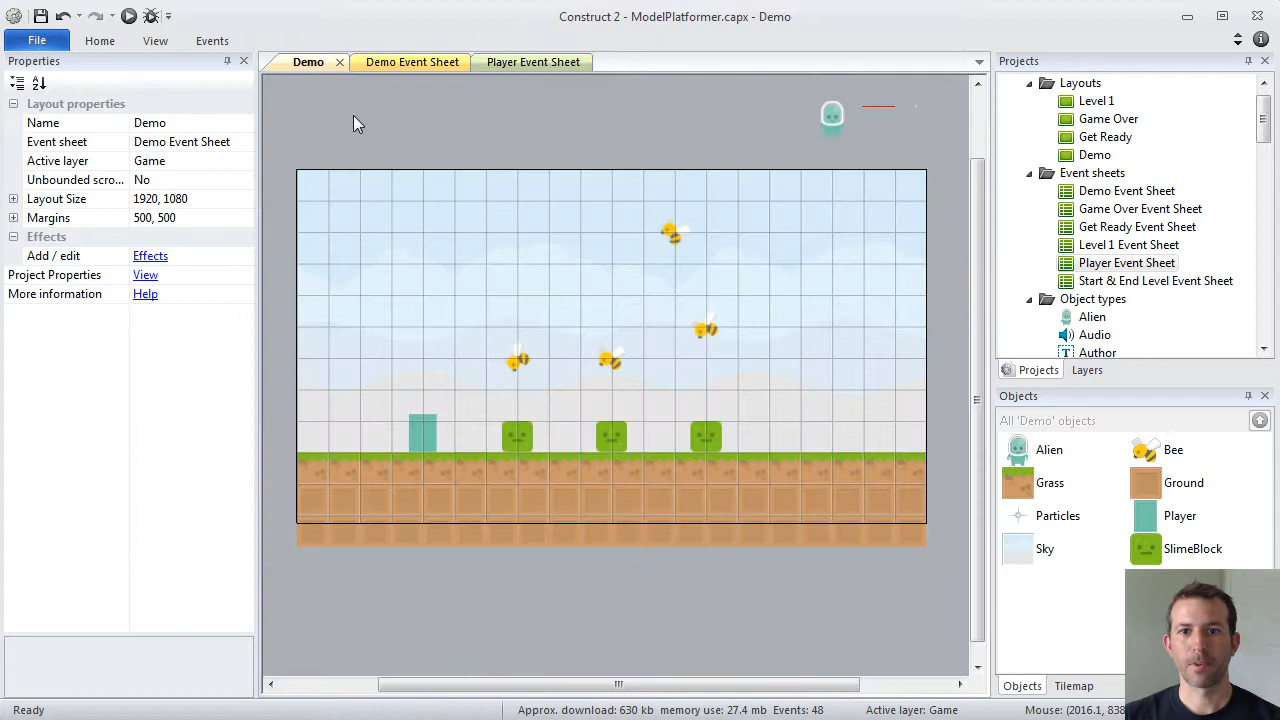 Construct 2 - ModelPlatformer.capx - Demo
File Home View Events
Properties
Layout properties
Name Demo
Event sheet Demo Event Sheet
Active layer Game
Unbounded scro... No
Layout Size 1920, 1080
Margins 500, 500
Effects
Add / edit Effects
Project Properties View
More information Help
Demo Demo Event Sheet Player Event Sheet
Projects
Layouts
Level 1
Game Over
Get Ready
Demo
Event sheets
Demo Event Sheet
Game Over Event Sheet
Get Ready Event Sheet
Level 1 Event Sheet
Player Event Sheet
Start & End Level Event Sheet
Object types
Alien
Audio
T Author
Projects Layers
Objects
All 'Demo' objects
Alien Bee
Grass Ground
Particles Player
Sky SlimeBlock
Objects Tilemap
Ready Approx. download: 630 kb memory use: 27.4 mb Events: 48 Active layer: Game Mouse: (2016.1, 838